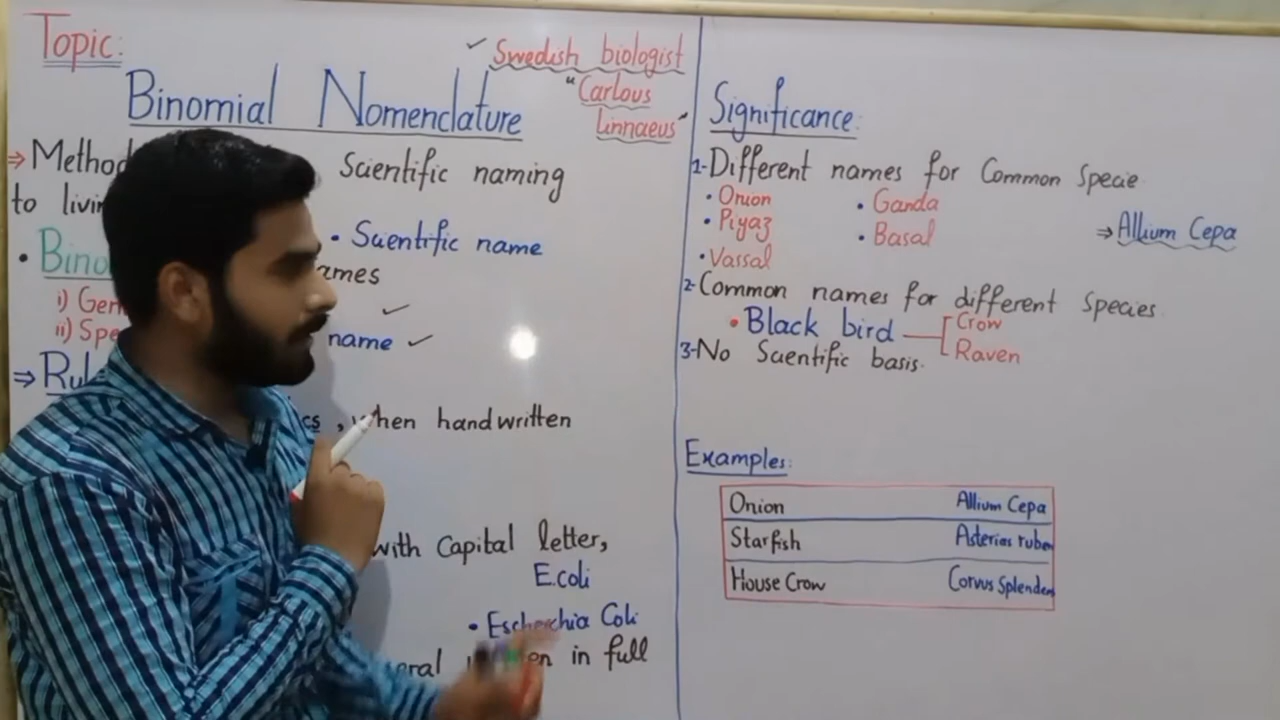 Topic:
Binomial Nomenclature
✓ Swedish biologist
"Carlous
linnaeus"
⇒ Method Scientific naming
to livin
• Scientific name
• Bino ames
i) Gen
ii) Spe name ✓
⇒ Rul
cs , when handwritten
with Capital letter,
E.coli
• Escherchia Coli
eral in full
Significance:
1- Different names for Common Specie
• Onion • Ganda
• Piyaz • Basal ⇒ Allium Cepa
• Vassal
2- Common names for different Species
• Black bird Crow
Raven
3- No Scientific basis.
Examples:
Onion Allium Cepa
Starfish Asterias ruben
House Crow Corvus Splenden